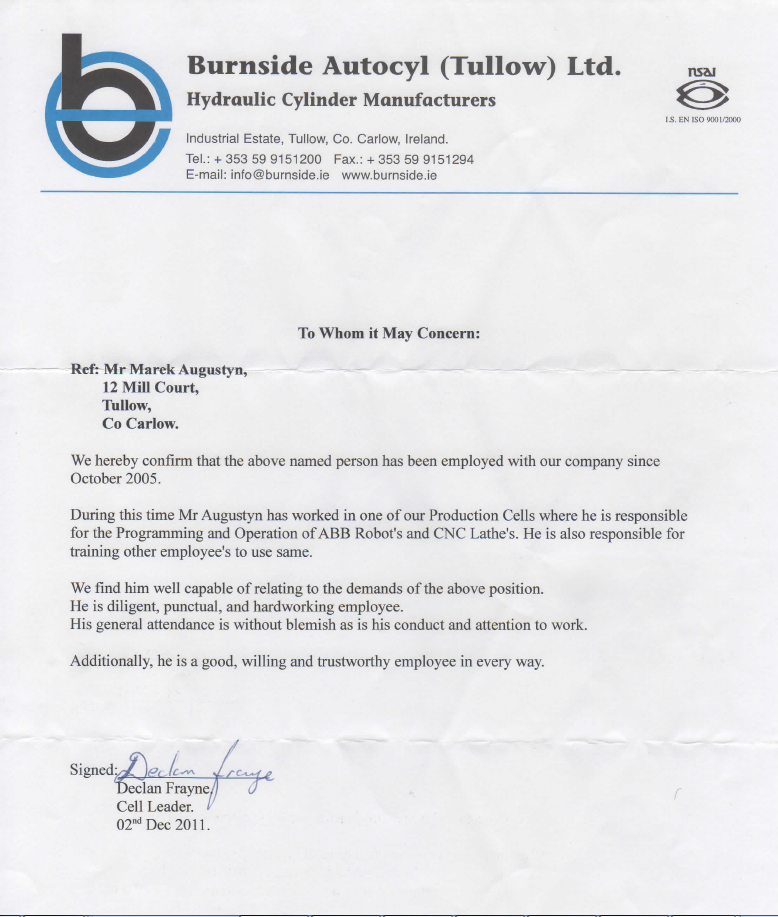 be
Burnside Autocyl (Tullow) Ltd.
Hydraulic Cylinder Manufacturers
Industrial Estate, Tullow, Co. Carlow, Ireland.
Tel.: + 353 59 9151200 Fax.: + 353 59 9151294
E-mail: info@burnside.ie www.burnside.ie
nsai
I.S. EN ISO 9001/2000
To Whom it May Concern:
Ref: Mr Marek Augustyn,
12 Mill Court,
Tullow,
Co Carlow.
We hereby confirm that the above named person has been employed with our company since
October 2005.
During this time Mr Augustyn has worked in one of our Production Cells where he is responsible
for the Programming and Operation of ABB Robot's and CNC Lathe's. He is also responsible for
training other employee's to use same.
We find him well capable of relating to the demands of the above position.
He is diligent, punctual, and hardworking employee.
His general attendance is without blemish as is his conduct and attention to work.
Additionally, he is a good, willing and trustworthy employee in every way.
Signed: Declan Frayne
Declan Frayne,
Cell Leader.
02nd Dec 2011.